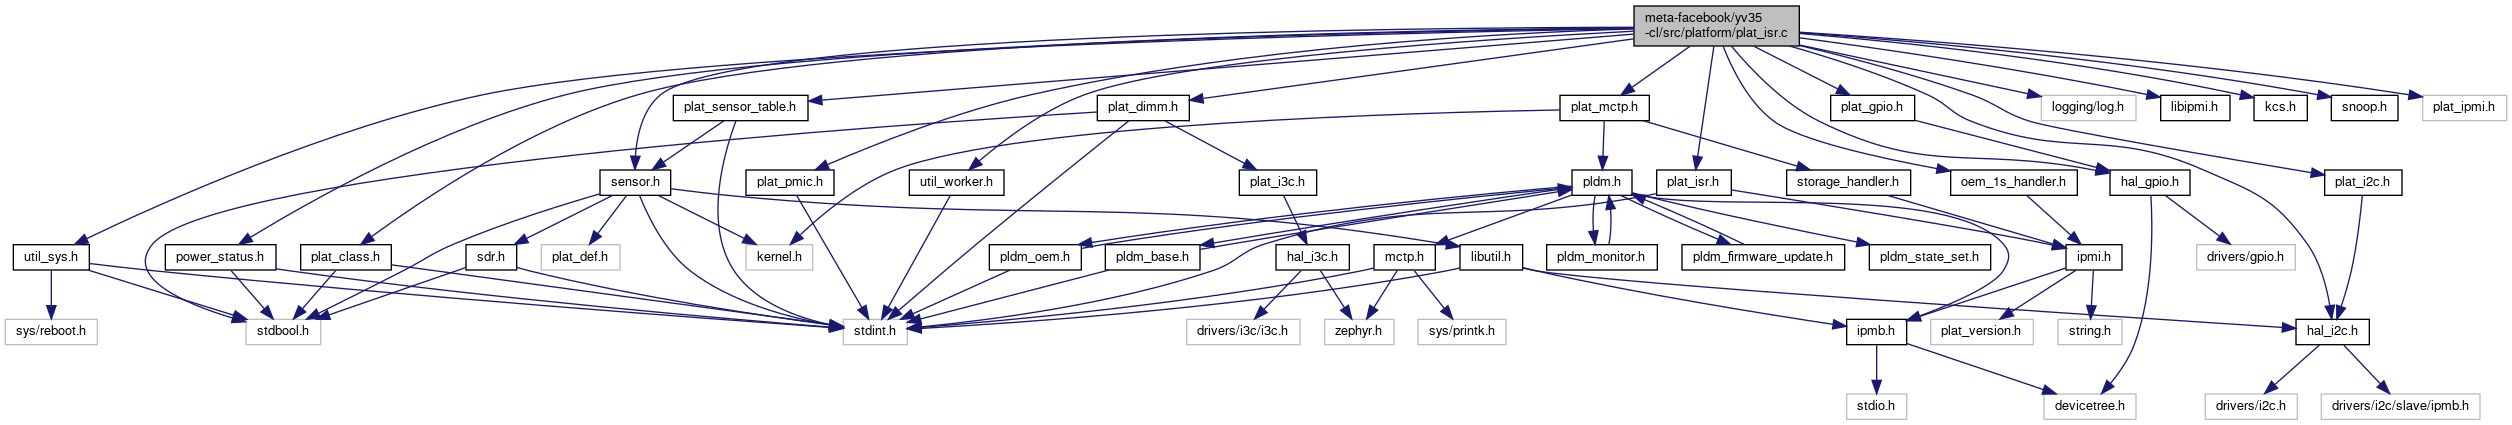 meta-facebook/yv35
-cl/src/platform/plat_isr.c
plat_sensor_table.h
plat_dimm.h
plat_mctp.h
plat_gpio.h
logging/log.h
libipmi.h
kcs.h
snoop.h
plat_ipmi.h
sensor.h
plat_pmic.h
util_worker.h
plat_i3c.h
pldm.h
plat_isr.h
storage_handler.h
oem_1s_handler.h
hal_gpio.h
plat_i2c.h
util_sys.h
power_status.h
plat_class.h
sdr.h
plat_def.h
kernel.h
pldm_oem.h
pldm_base.h
hal_i3c.h
mctp.h
libutil.h
pldm_monitor.h
pldm_firmware_update.h
pldm_state_set.h
ipmi.h
drivers/gpio.h
sys/reboot.h
stdbool.h
stdint.h
drivers/i3c/i3c.h
zephyr.h
sys/printk.h
ipmb.h
plat_version.h
string.h
hal_i2c.h
stdio.h
devicetree.h
drivers/i2c.h
drivers/i2c/slave/ipmb.h